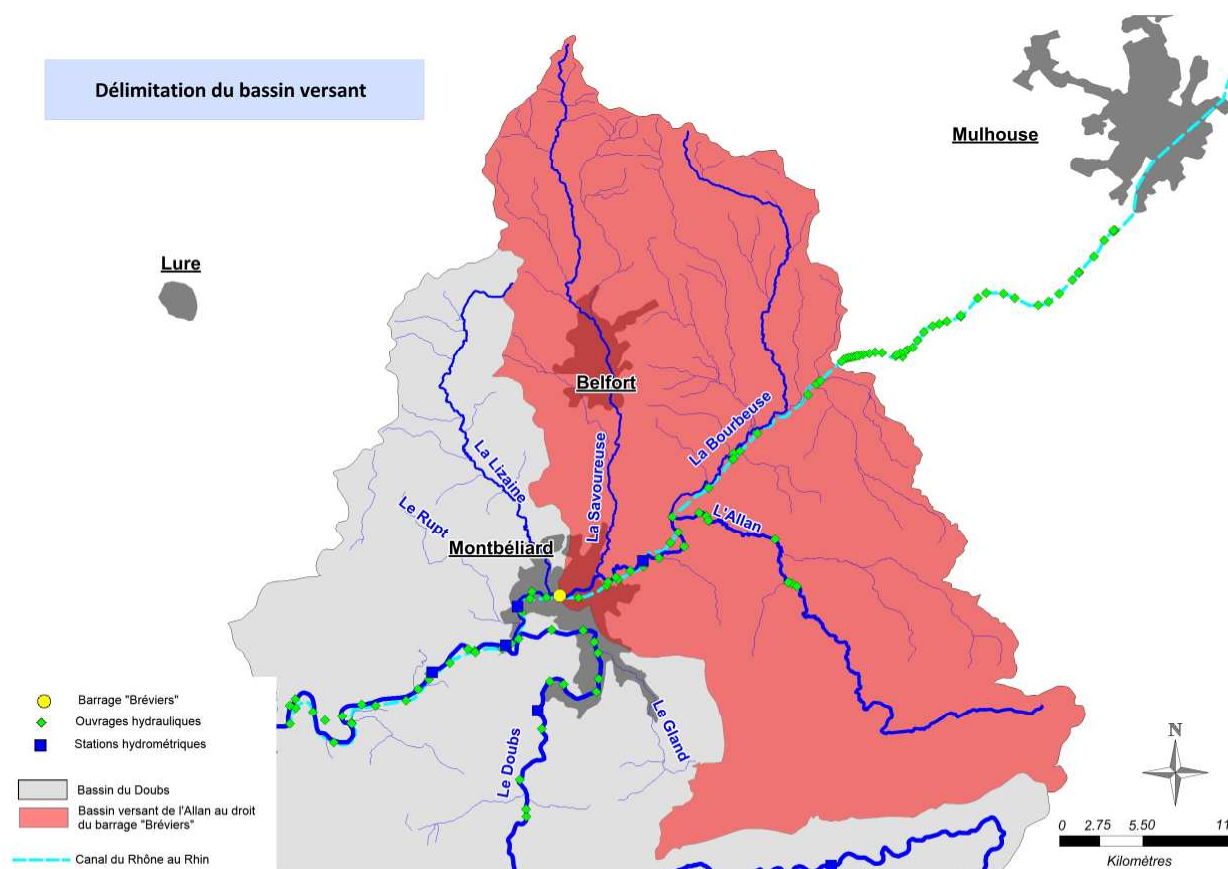 Délimitation du bassin versant
Mulhouse
Lure
Belfort
La Bourbeuse
La Savoureuse
La Lizaine
L'Allan
Le Rupt
Montbéliard
Le Gland
Le Doubs
Barrage "Bréviers"
Ouvrages hydrauliques
Stations hydrométriques
Bassin du Doubs
Bassin versant de l'Allan au droit
du barrage "Bréviers"
Canal du Rhône au Rhin
N
0 2.75 5.50 11
Kilomètres